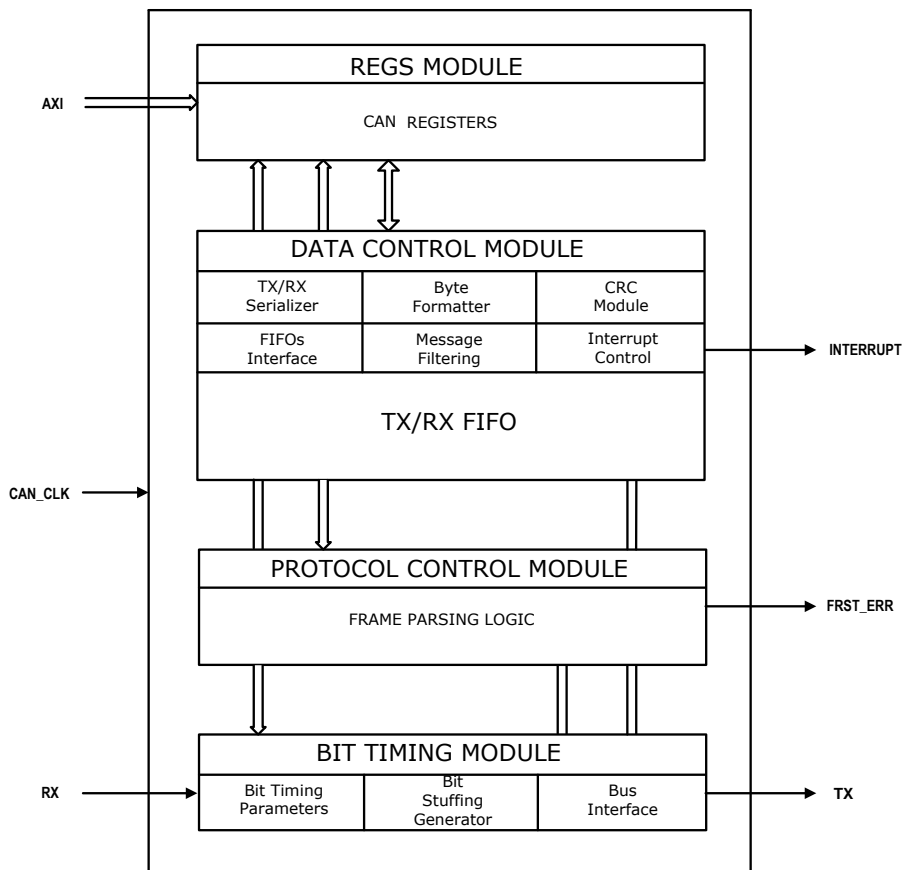 REGS MODULE
AXI
CAN REGISTERS
DATA CONTROL MODULE
TX/RX
Serializer
Byte
Formatter
CRC
Module
FIFOs
Interface
Message
Filtering
Interrupt
Control
INTERRUPT
TX/RX FIFO
CAN_CLK
PROTOCOL CONTROL MODULE
FRAME PARSING LOGIC
FRST_ERR
BIT TIMING MODULE
RX
Bit Timing
Parameters
Bit
Stuffing
Generator
Bus
Interface
TX